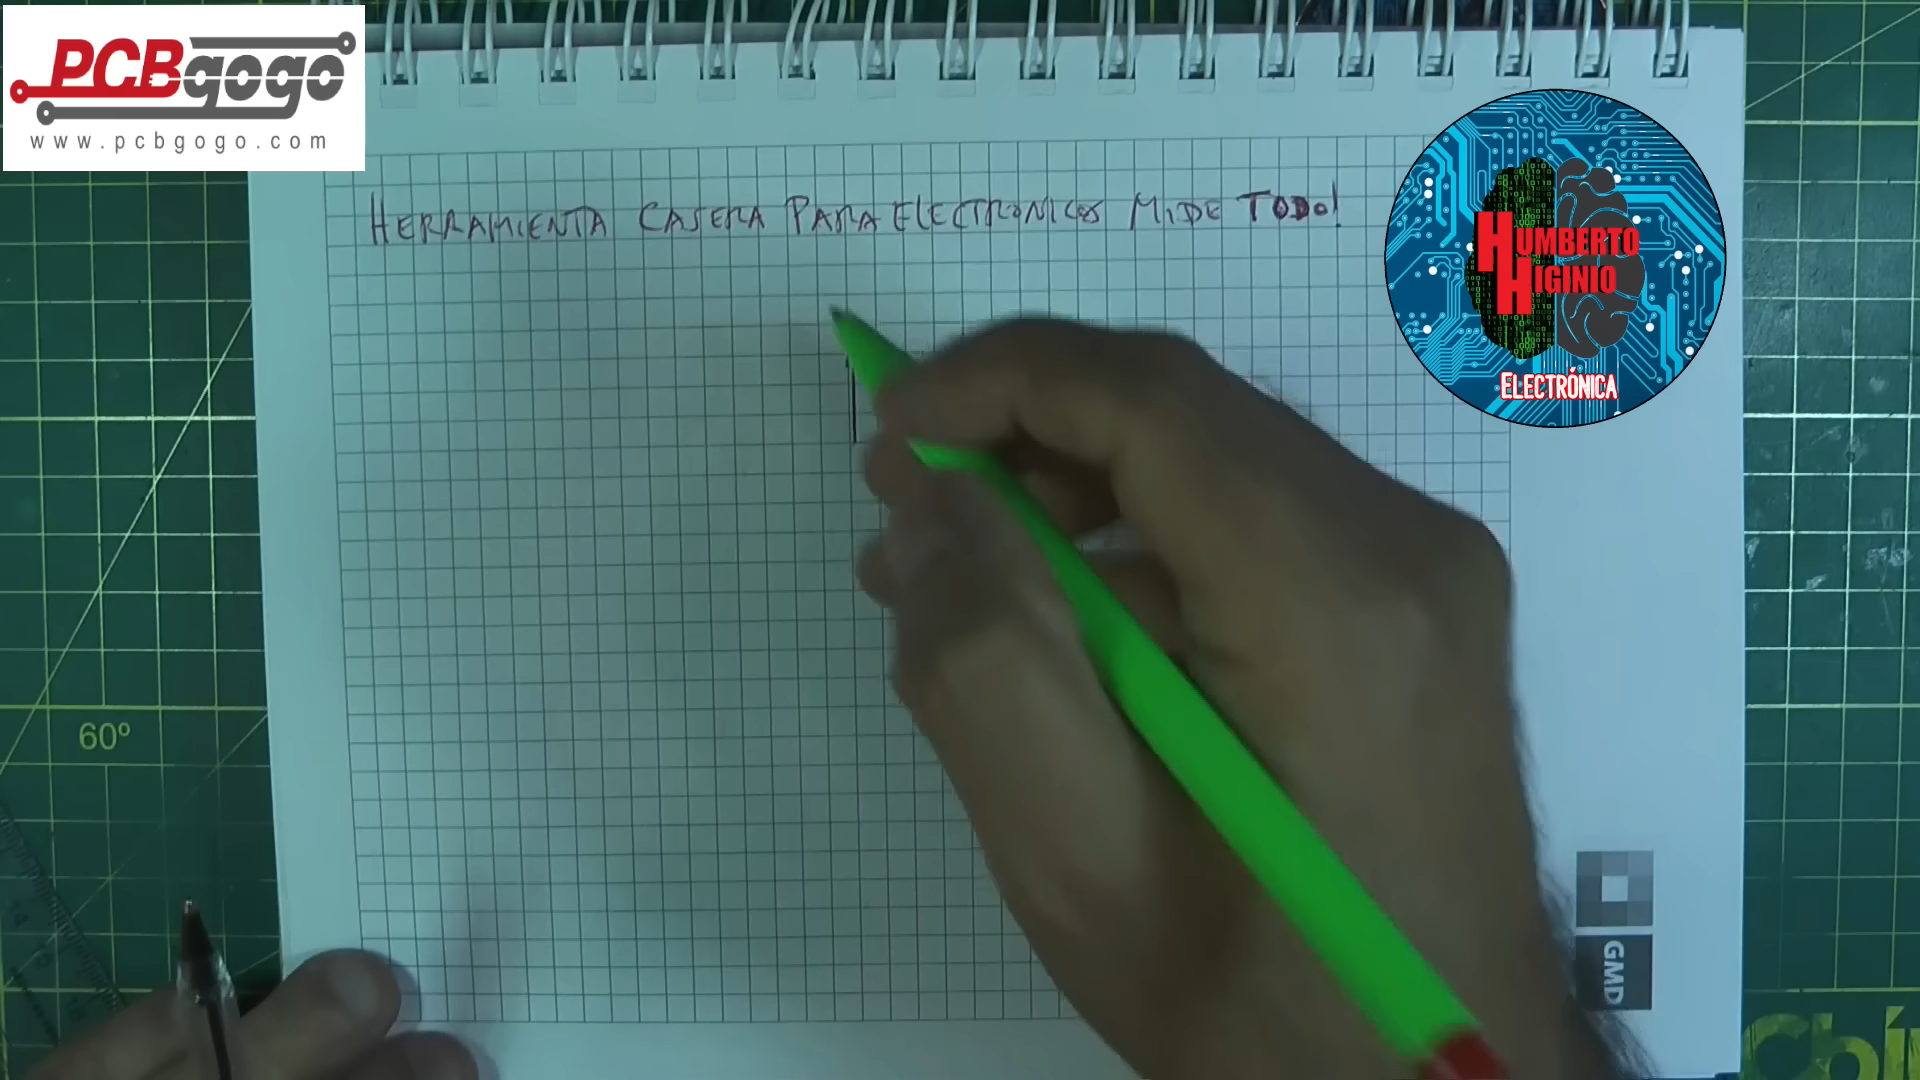 PCBgogo
www.pcbgogo.com
HERRAMIENTA CASERA PARA ELECTRONICOS MIDE TODO!
HUMBERTO
HIGINIO
ELECTRÓNICA
60º
GMD